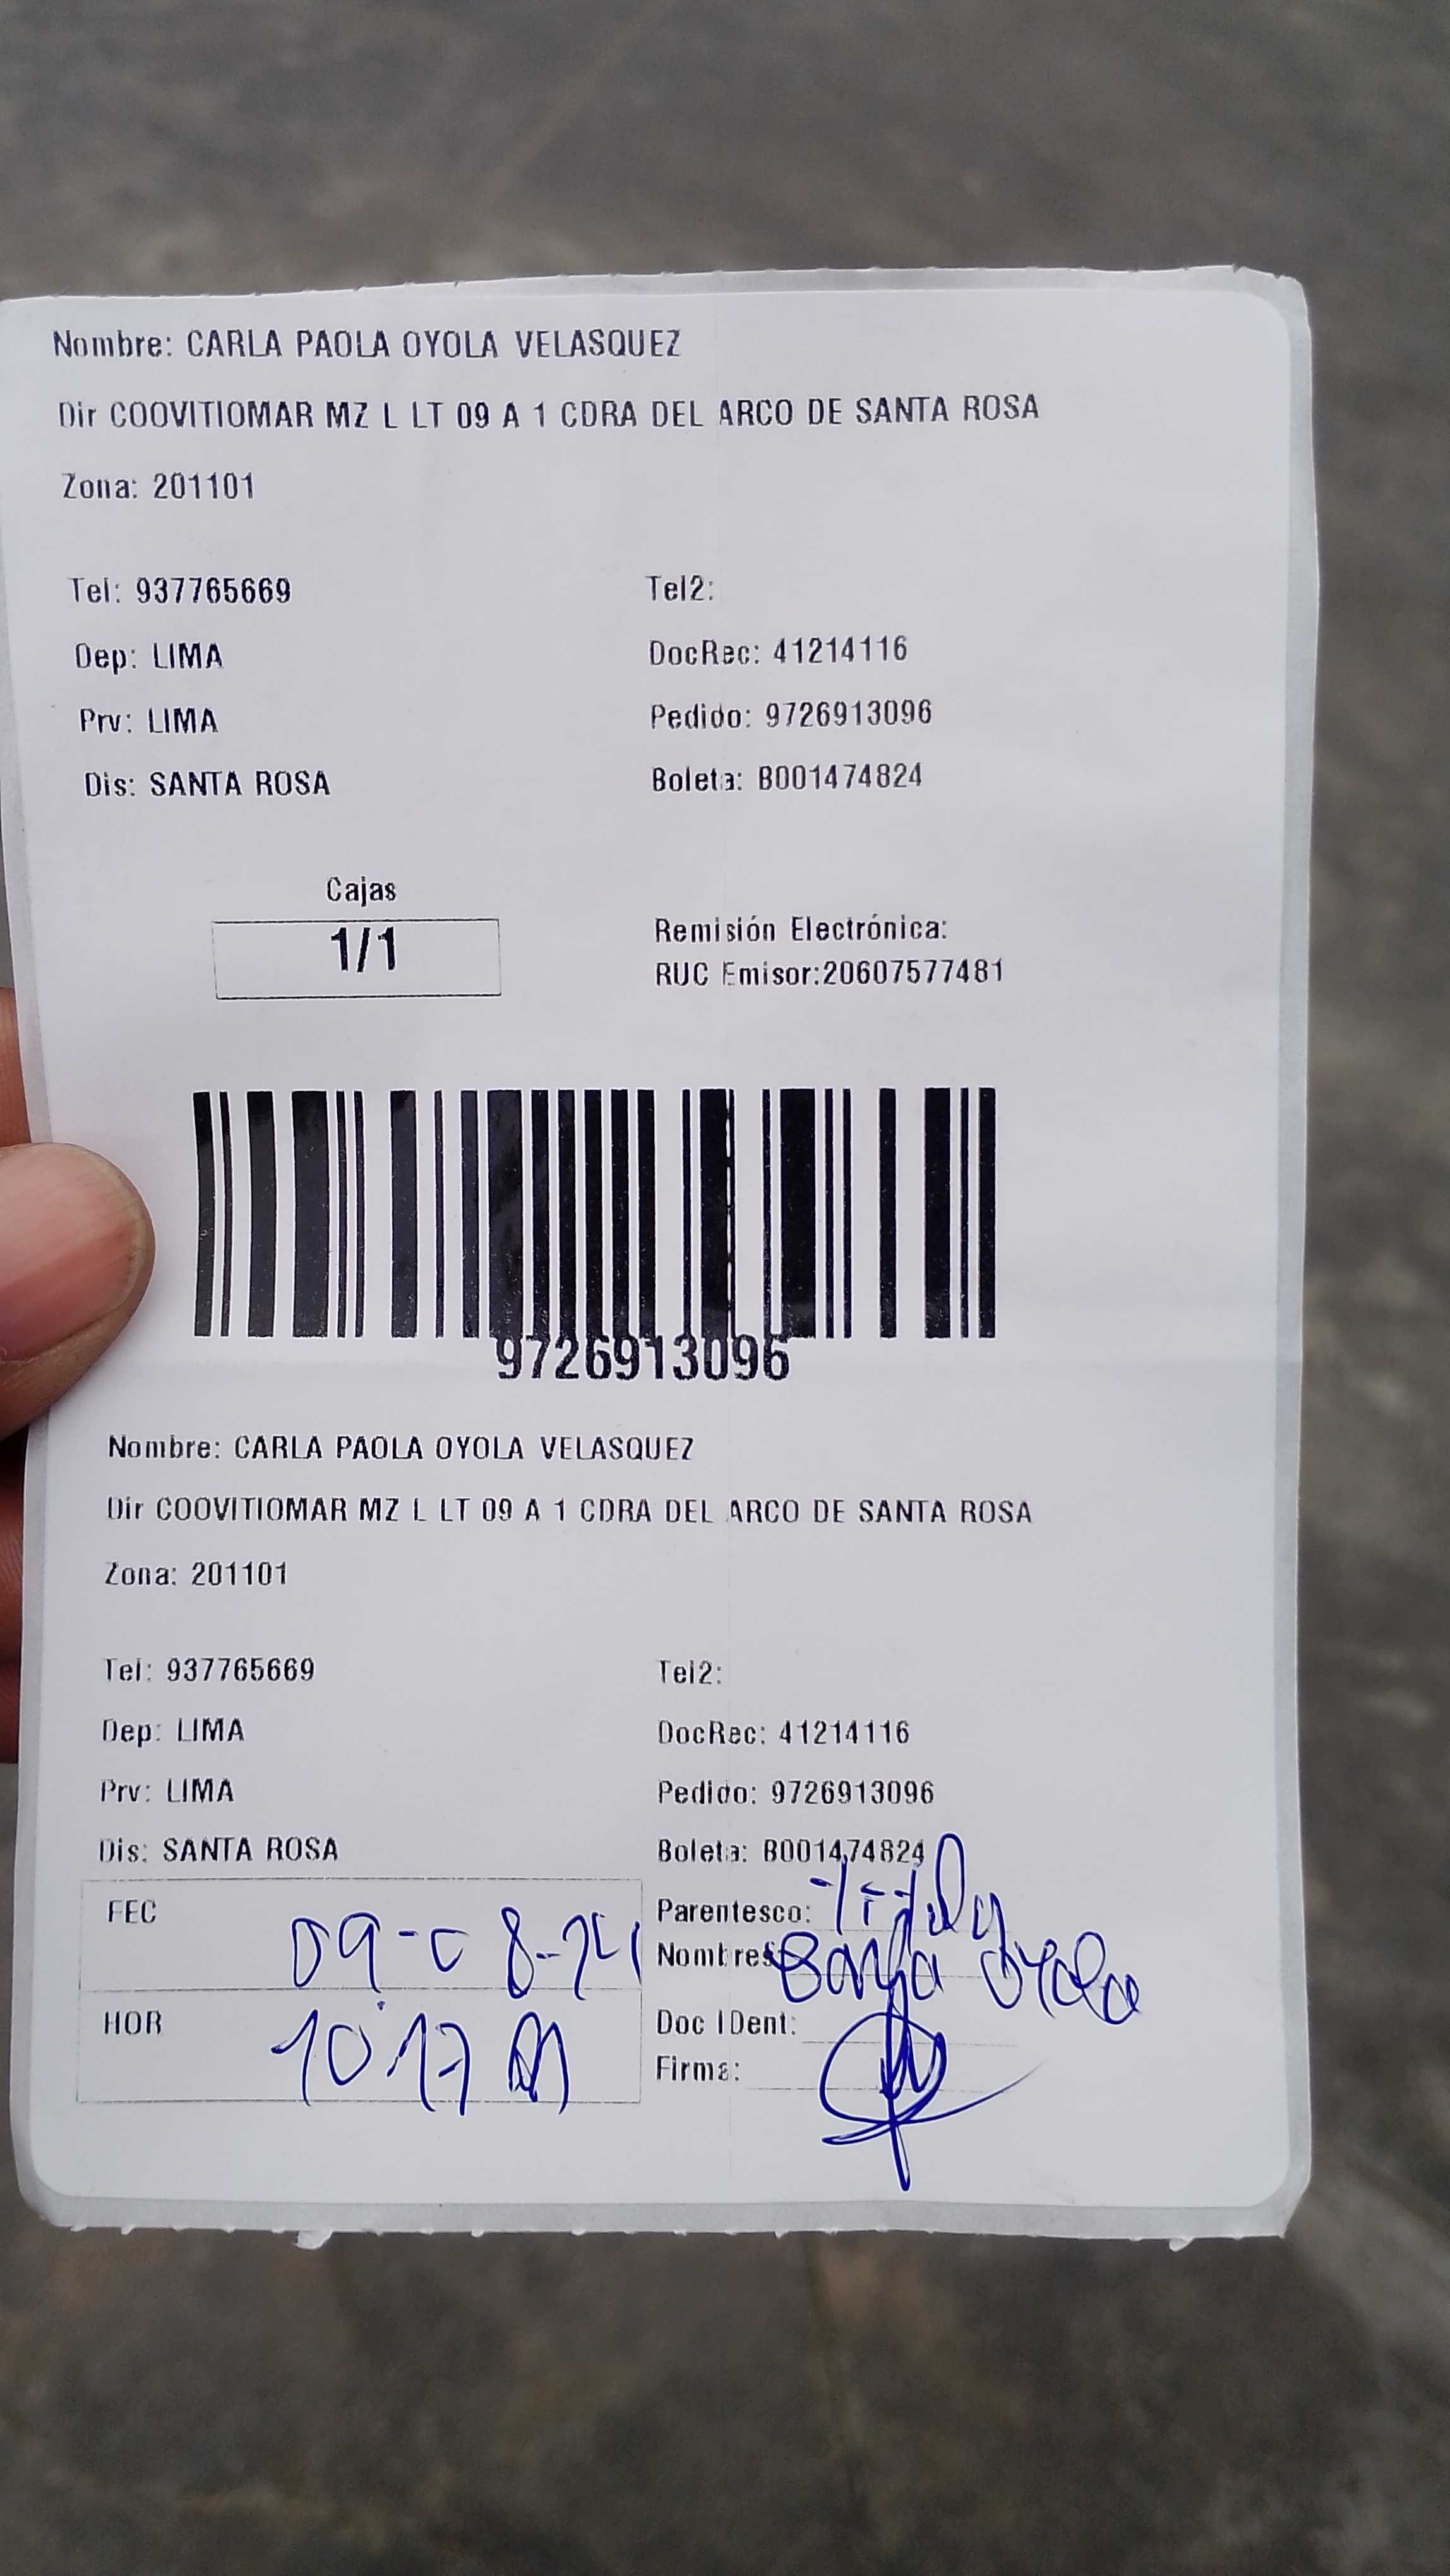 Nombre: CARLA PAOLA OYOLA VELASQUEZ
Dir COOVITIOMAR MZ L LT 09 A 1 CDRA DEL ARCO DE SANTA ROSA
Zona: 201101
Tel: 937765669 Tel2:
Dep: LIMA DocRec: 41214116
Prv: LIMA Pedido: 9726913096
Dis: SANTA ROSA Boleta: B001474824
Cajas
1/1
Remisión Electrónica:
RUC Emisor:20607577481
9726913096
Nombre: CARLA PAOLA OYOLA VELASQUEZ
Dir COOVITIOMAR MZ L LT 09 A 1 CDRA DEL ARCO DE SANTA ROSA
Zona: 201101
Tel: 937765669 Tel2:
Dep: LIMA DocRec: 41214116
Prv: LIMA Pedido: 9726913096
Dis: SANTA ROSA Boleta: B001474824
FEC 09-08-24 Parentesco:
Nombres Oyola
HOR 10:17 Doc IDent:
Firma: